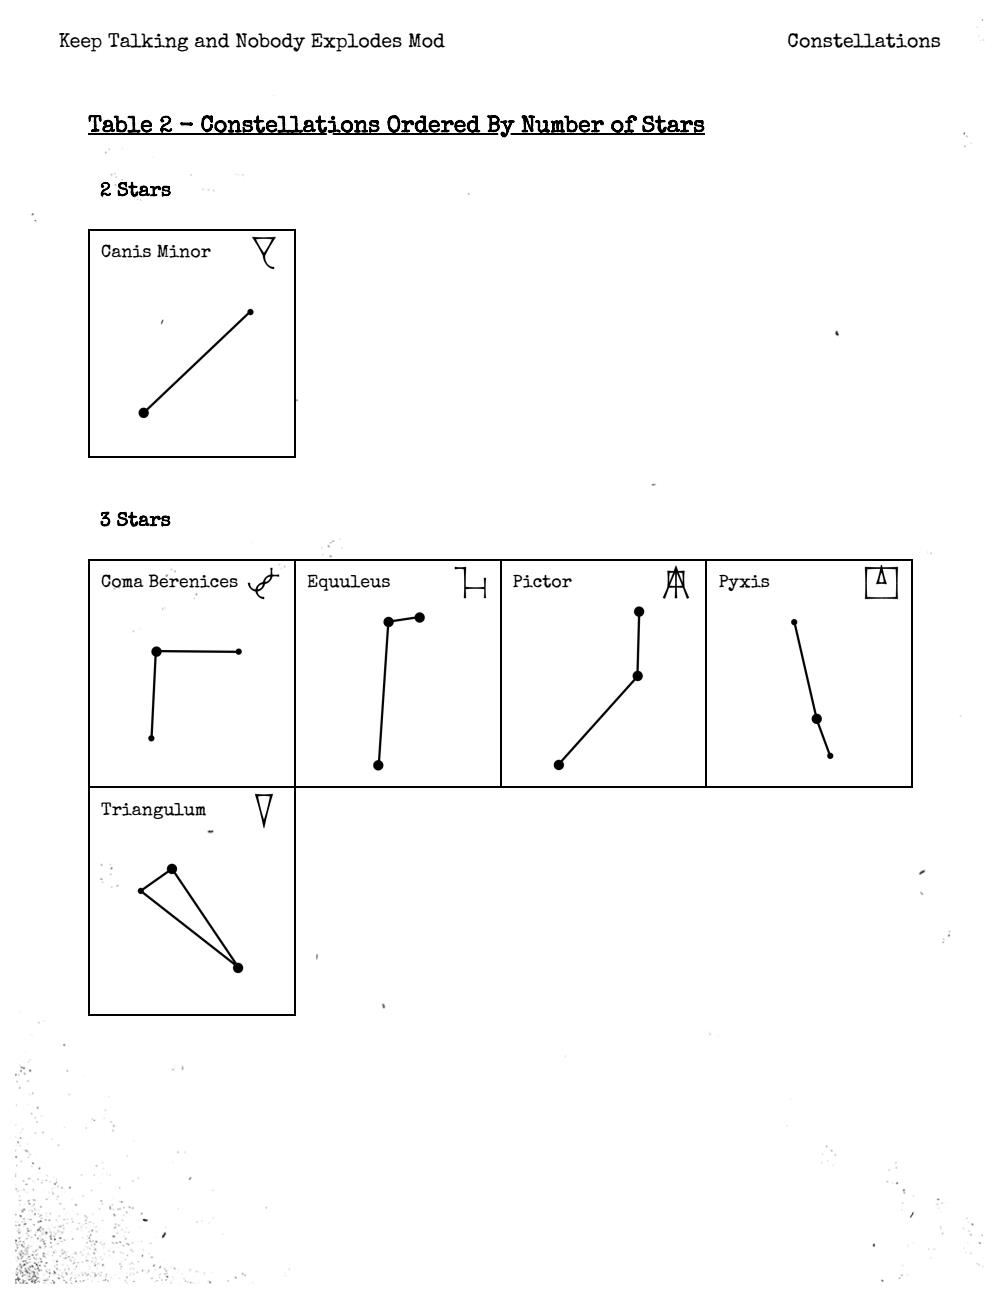 Keep Talking and Nobody Explodes Mod
Constellations
Table 2 – Constellations Ordered By Number of Stars
2 Stars
Canis Minor
3 Stars
Coma Berenices
Equuleus
Pictor
Pyxis
Triangulum